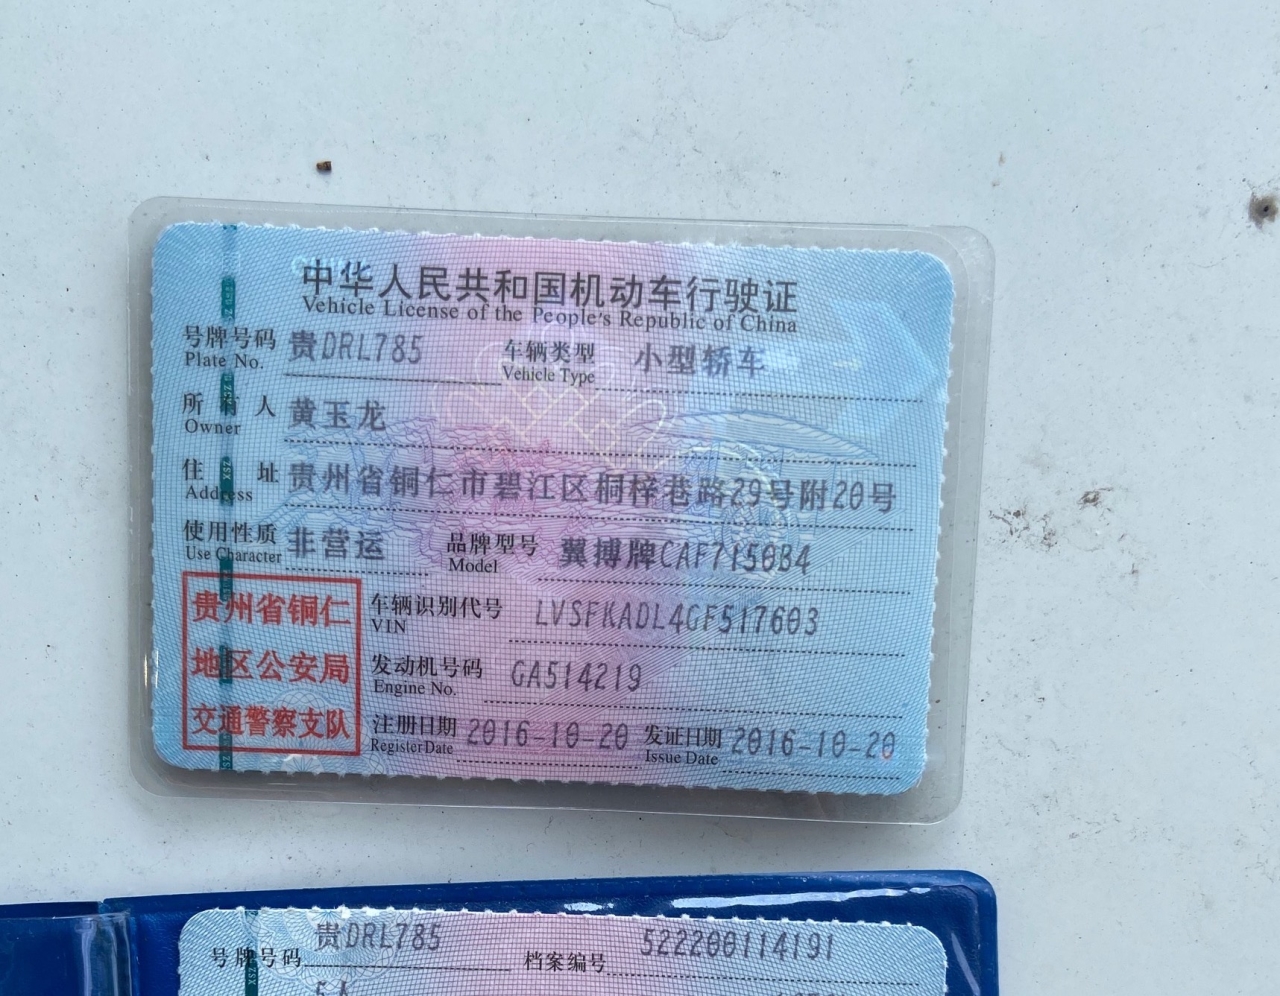 中华人民共和国机动车行驶证
Vehicle License of the People's Republic of China
号牌号码 贵DRL785 车辆类型 小型轿车
Plate No. Vehicle Type
所有人 黄玉龙
Owner
住址 贵州省铜仁市碧江区桐梓巷路29号附20号
Address
使用性质 非营运 品牌型号 翼搏牌CAF7150B4
Use Character Model
贵州省铜仁
地区公安局
交通警察支队
车辆识别代号 LVSFKADL4GF517603
VIN
发动机号码 GA514219
Engine No.
注册日期 2016-10-20 发证日期 2016-10-20
Register Date Issue Date
号牌号码 贵DRL785 档案编号 522200114191
5人